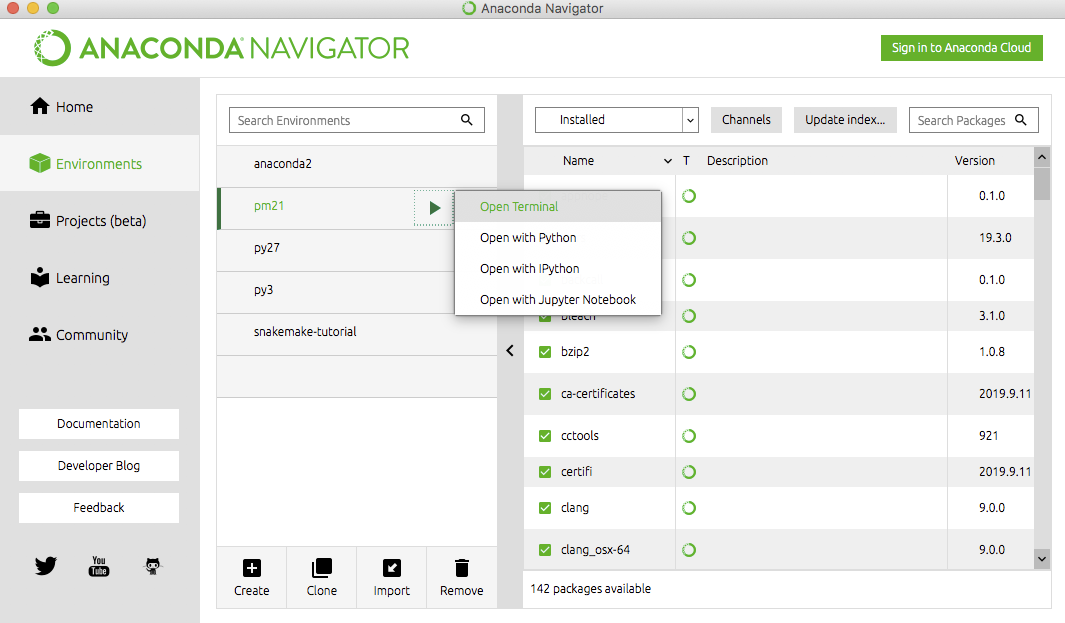 Anaconda Navigator
ANACONDA NAVIGATOR
Sign in to Anaconda Cloud
Home
Environments
Projects (beta)
Learning
Community
Documentation
Developer Blog
Feedback
You
Tube
Search Environments
anaconda2
pm21
py27
py3
snakemake-tutorial
Open Terminal
Open with Python
Open with IPython
Open with Jupyter Notebook
Create
Clone
Import
Remove
Installed
Channels
Update index...
Search Packages
Name T Description Version
0.1.0
19.3.0
0.1.0
bleach 3.1.0
bzip2 1.0.8
ca-certificates 2019.9.11
cctools 921
certifi 2019.9.11
clang 9.0.0
clang_osx-64 9.0.0
142 packages available